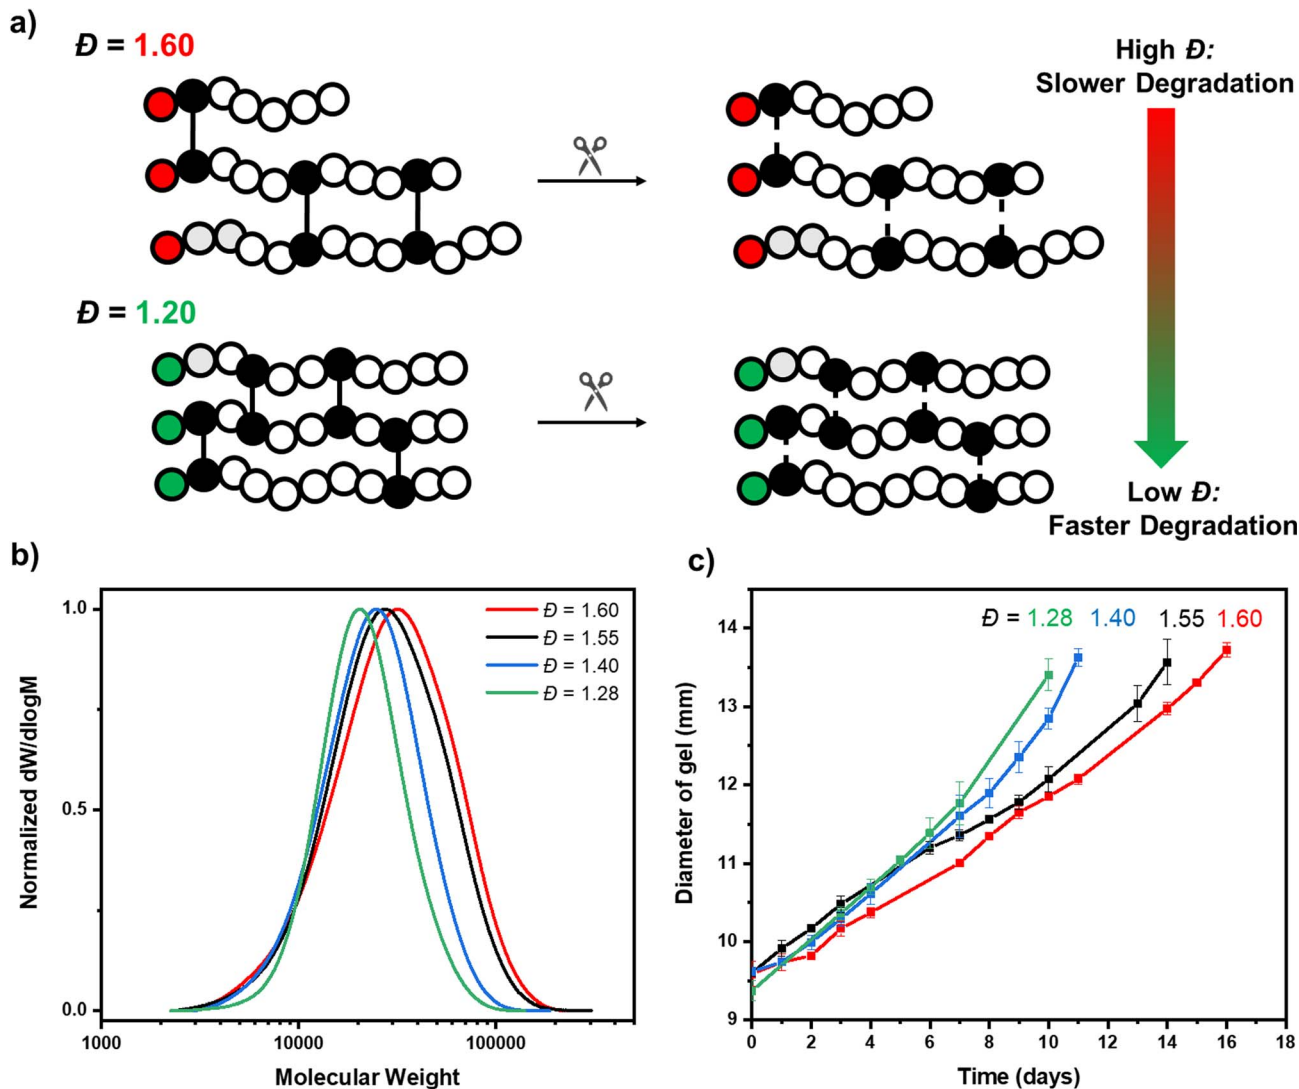 a)
Đ = 1.60
High Đ:
Slower Degradation
Đ = 1.20
Low Đ:
Faster Degradation
b)
Đ = 1.60
Đ = 1.55
Đ = 1.40
Đ = 1.28
1.0
0.5
0.0
Normalized dW/dlogM
1000
10000
100000
Molecular Weight
c)
Đ = 1.28 1.40 1.55 1.60
14
13
12
11
10
9
Diameter of gel (mm)
0 2 4 6 8 10 12 14 16 18
Time (days)